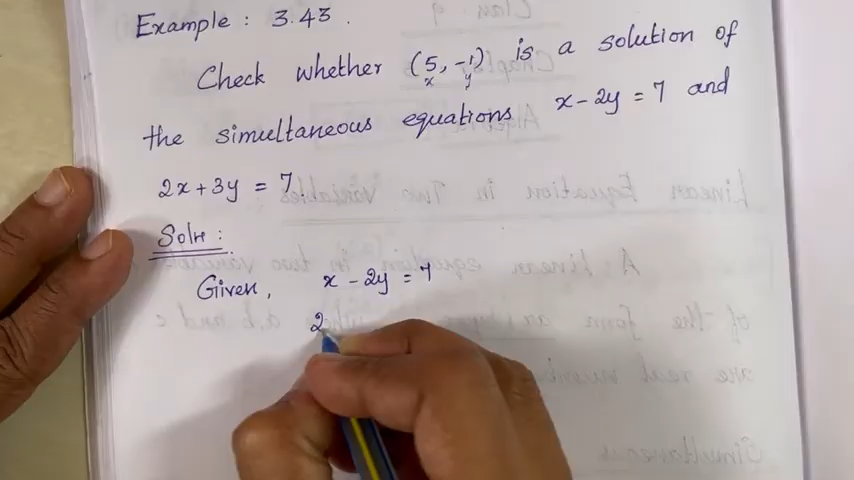 Example : 3.43.
Check whether (5, -1) is a solution of
x y
the simultaneous equations x - 2y = 7 and
2x + 3y = 7
Soln :
Given, x - 2y = 7
2